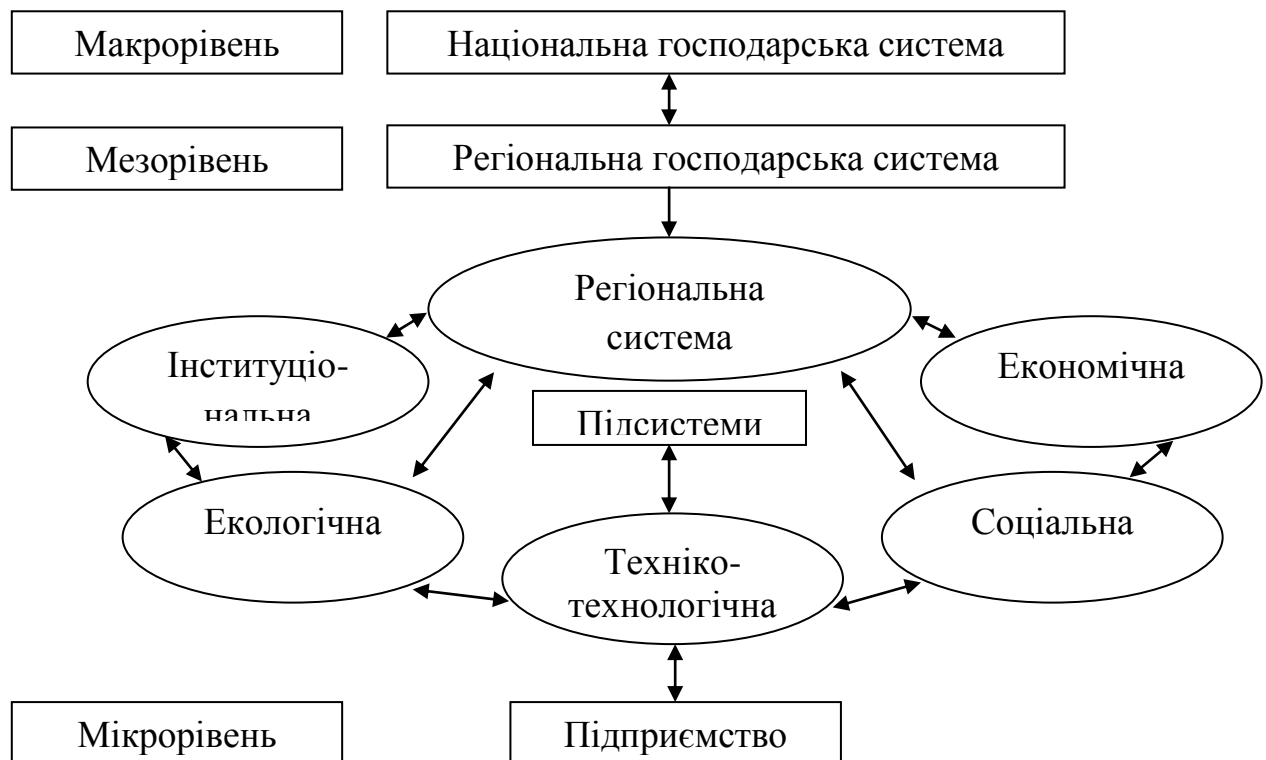 Макрорівень
Національна господарська система
Мезорівень
Регіональна господарська система
Регіональна
система
Інституціо-
нальна
Економічна
Підсистеми
Екологічна
Соціальна
Техніко-
технологічна
Мікрорівень
Підприємство